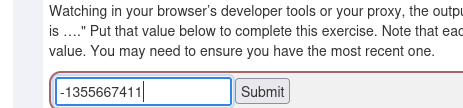 Watching in your browser's developer tools or your proxy, the outpu
is …." Put that value below to complete this exercise. Note that eac
value. You may need to ensure you have the most recent one.
-1355667411
Submit